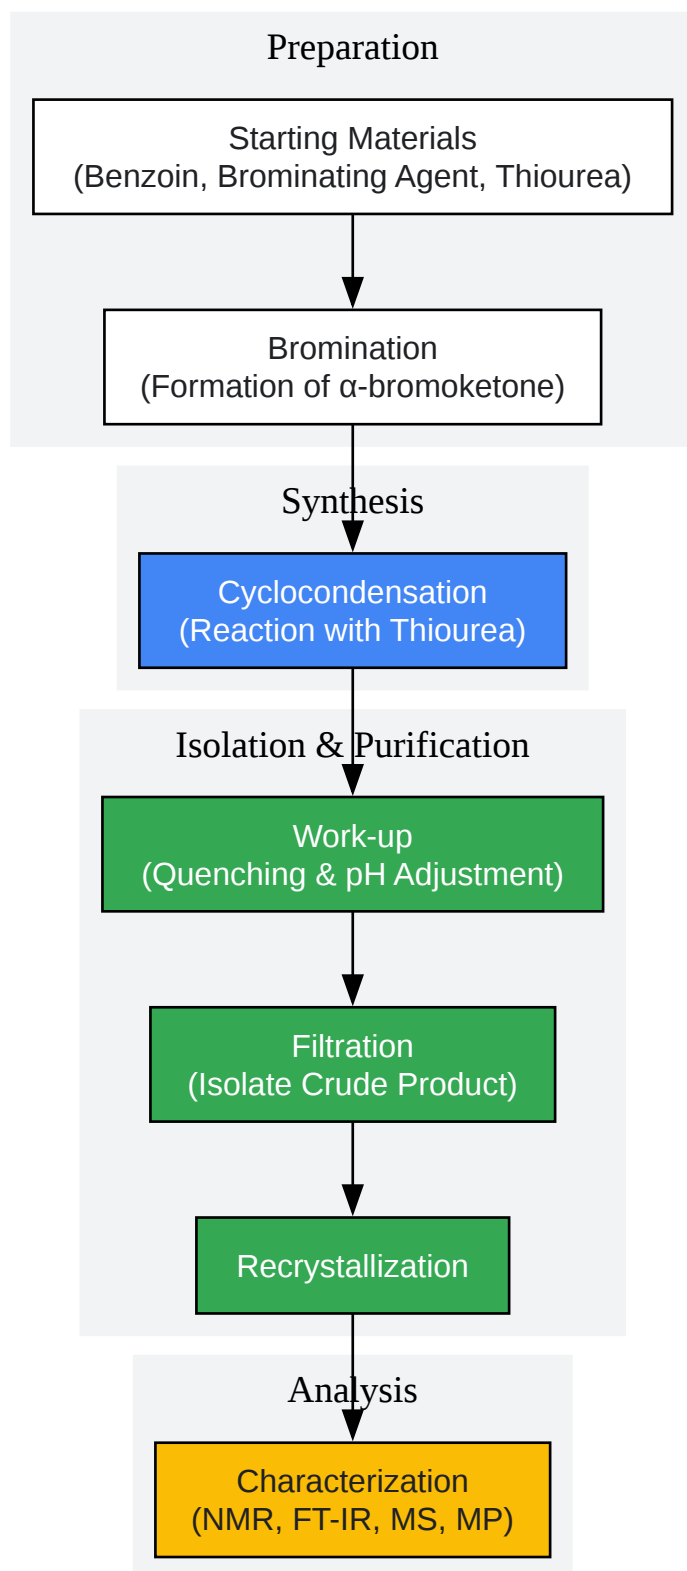 Preparation
Starting Materials
(Benzoin, Brominating Agent, Thiourea)
Bromination
(Formation of α-bromoketone)
Synthesis
Cyclocondensation
(Reaction with Thiourea)
Isolation & Purification
Work-up
(Quenching & pH Adjustment)
Filtration
(Isolate Crude Product)
Recrystallization
Analysis
Characterization
(NMR, FT-IR, MS, MP)